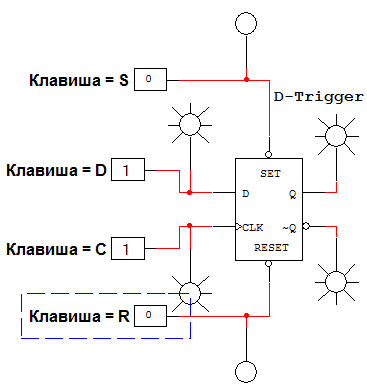 Клавиша = S 0
D-Trigger
Клавиша = D 1
SET
D Q
Клавиша = C 1
CLK ~Q
RESET
Клавиша = R 0